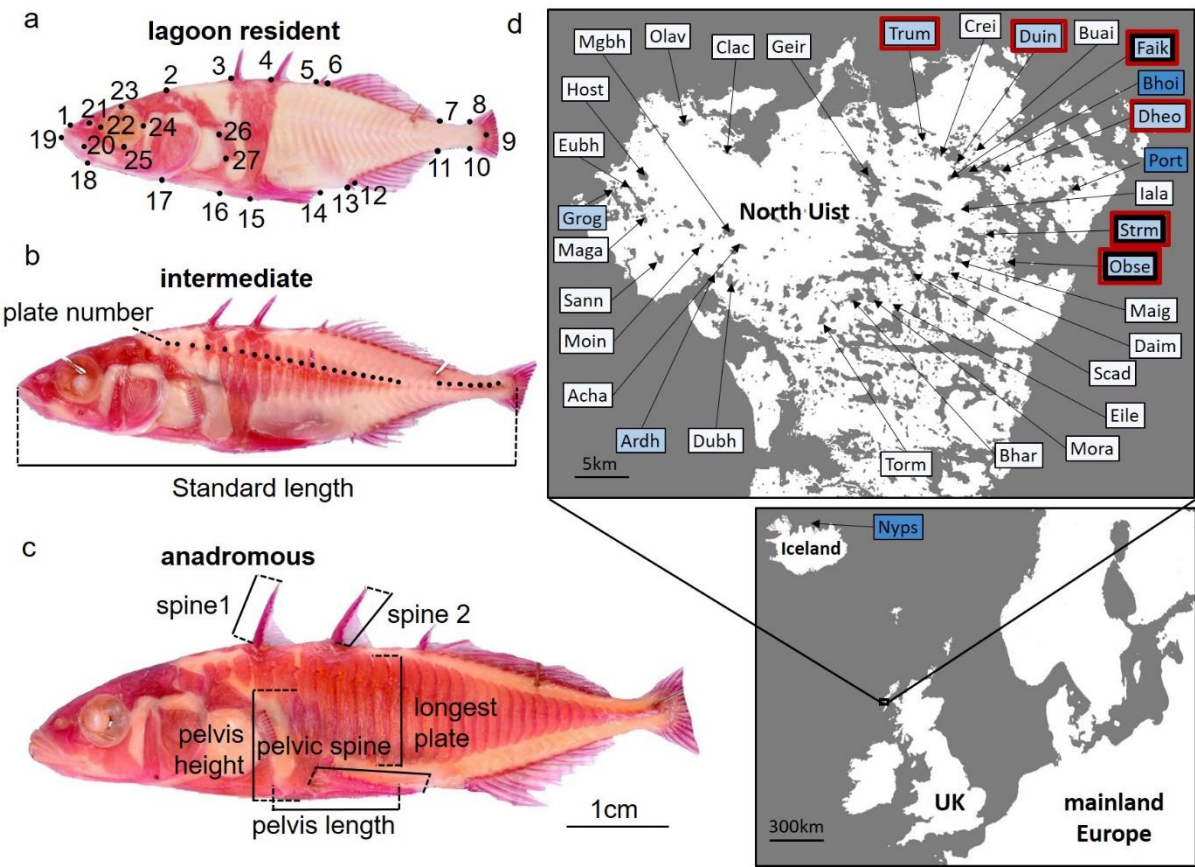 a
lagoon resident
1
2
3
4
5
6
7
8
9
10
11
12
13
14
15
16
17
18
19
20
21
22
23
24
25
26
27
b
intermediate
plate number
Standard length
c
anadromous
spine1
spine 2
pelvis
height
pelvic spine
longest
plate
pelvis length
1cm
d
Mgbh
Olav
Clac
Geir
Trum
Crei
Duin
Buai
Faik
Bhoi
Dheo
Port
Iala
Strm
Obse
Maig
Daim
Scad
Eile
Mora
Bhar
Torm
Dubh
Ardh
Acha
Moin
Sann
Maga
Grog
Eubh
Host
North Uist
5km
Nyps
Iceland
UK
mainland
Europe
300km